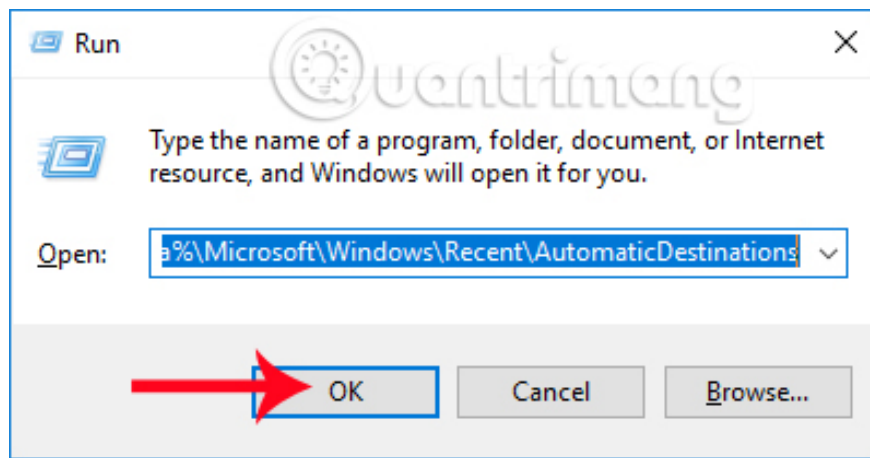 Run
Quantrimang
Type the name of a program, folder, document, or Internet
resource, and Windows will open it for you.
Open: a%\Microsoft\Windows\Recent\AutomaticDestinations
OK Cancel Browse...